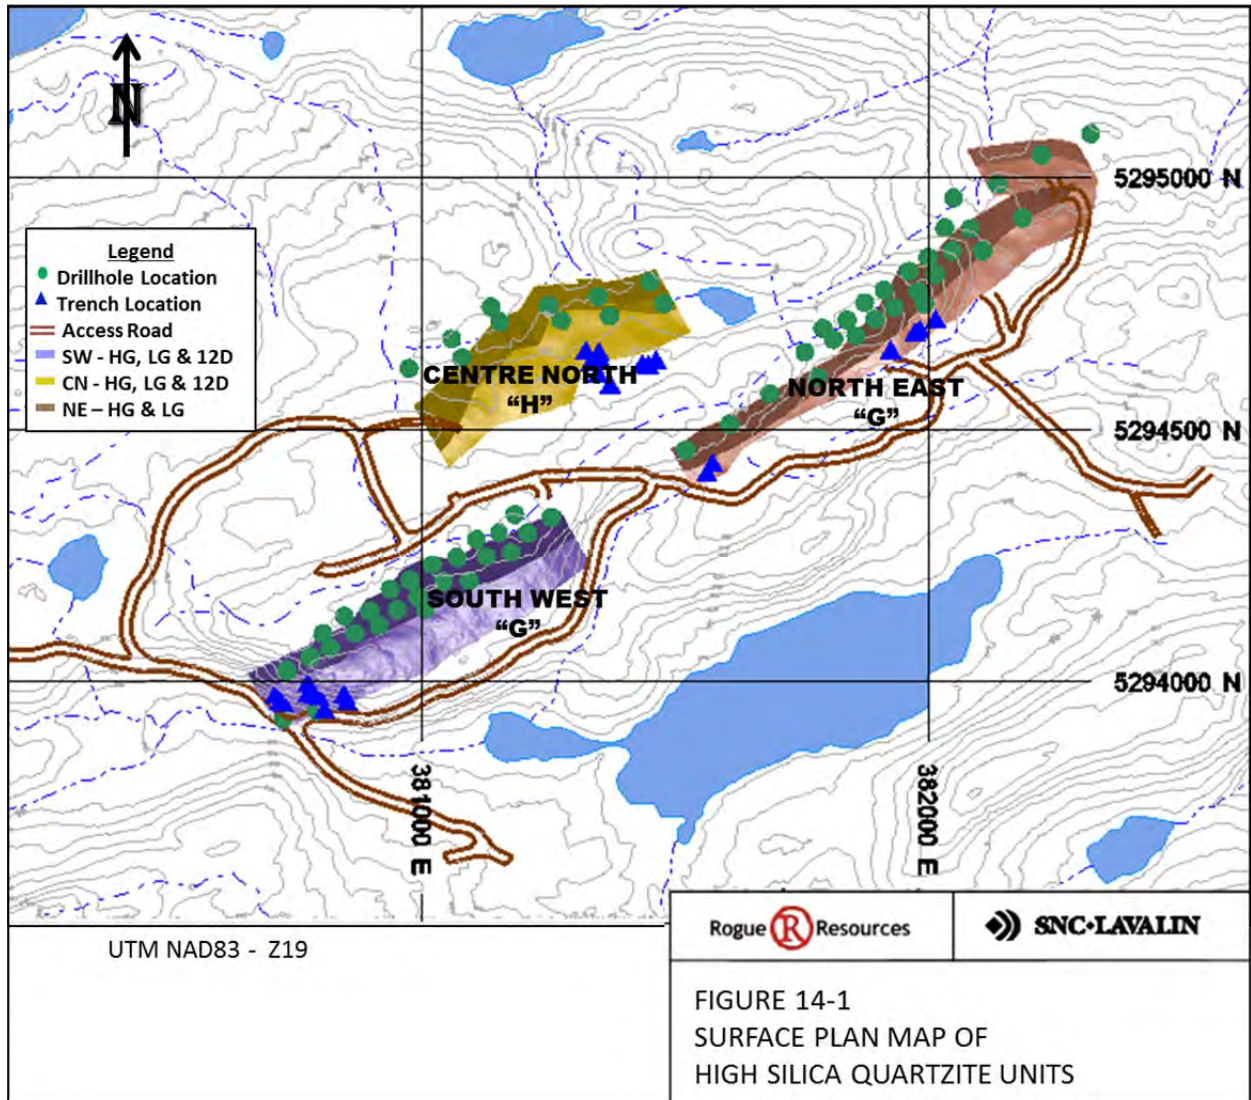 N
5295000 N
Legend
Drillhole Location
Trench Location
Access Road
SW - HG, LG & 12D
CN - HG, LG & 12D
NE – HG & LG
CENTRE NORTH
“H”
NORTH EAST
“G”
5294500 N
SOUTH WEST
“G”
5294000 N
381000 E
382000 E
UTM NAD83 - Z19
Rogue R Resources
SNC•LAVALIN
FIGURE 14-1
SURFACE PLAN MAP OF
HIGH SILICA QUARTZITE UNITS